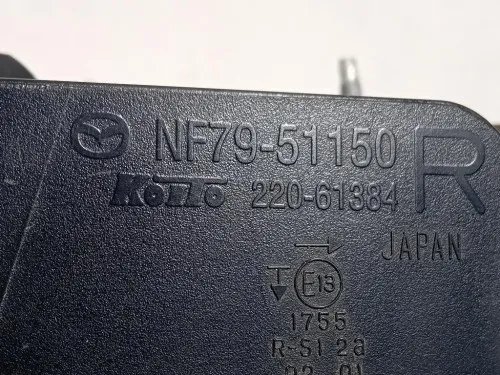 NF79-51150 R
Koito 220-61384
JAPAN
E13
1755
R-S1 2a